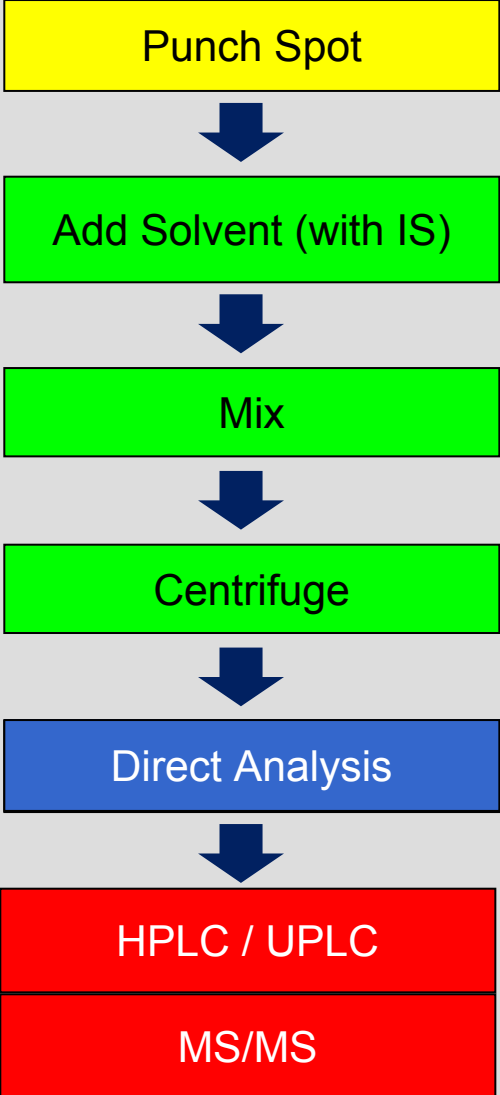 Punch Spot
Add Solvent (with IS)
Mix
Centrifuge
Direct Analysis
HPLC / UPLC
MS/MS